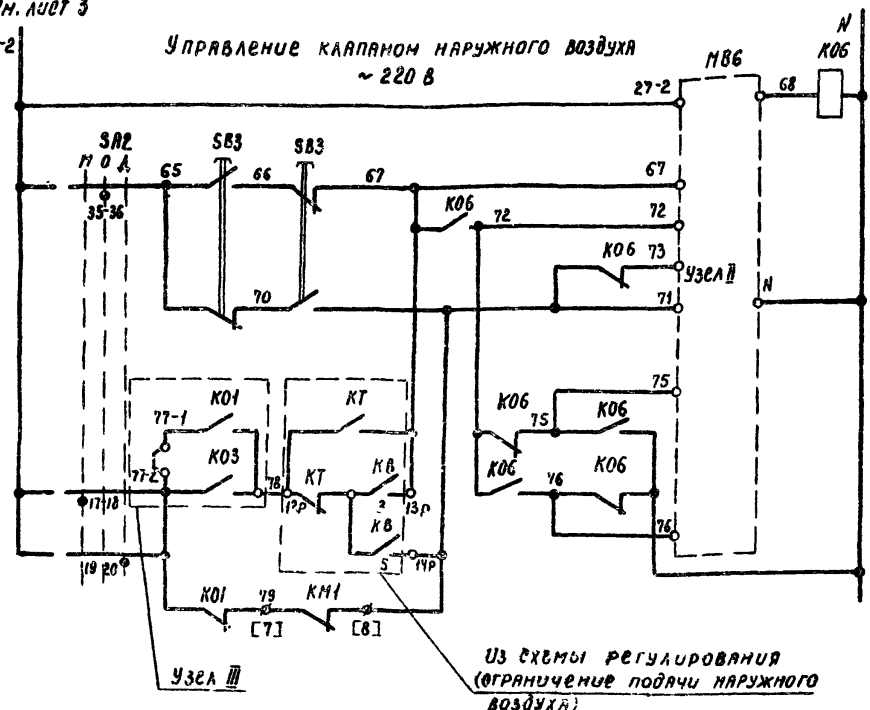 м. лист 3
-2
Управление клапаном наружного воздуха
~ 220 В
N
К06
МВ6
27-2
68
SA2
М О Д
SB3
SB3
65
66
67
67
35-36
К06
72
72
К06
73
Узел II
70
71
N
75
К01
КТ
К06
75
К06
77-1
К03
77-2
78
12р
КТ
КВ
3
13р
К06
76
К06
17-18
КВ
5
14р
76
19
20
К01
79
КМ1
[7]
[8]
Узел III
Из схемы регулирования
(ограничение подачи наружного
воздуха)